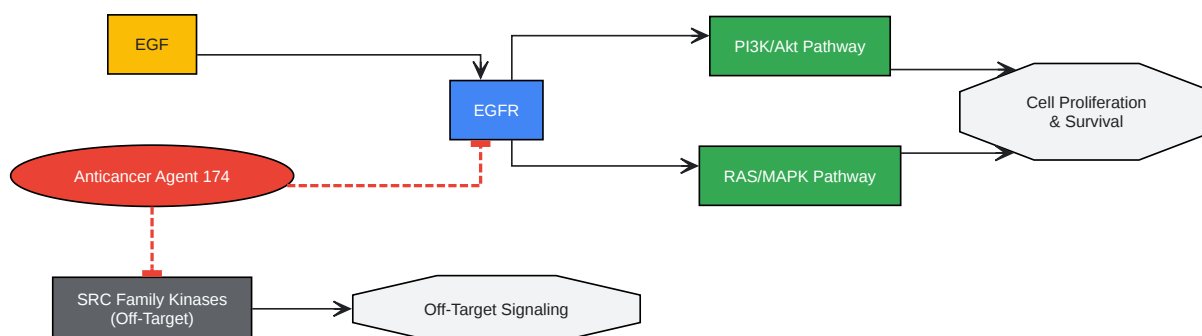 EGF
PI3K/Akt Pathway
EGFR
Cell Proliferation
& Survival
Anticancer Agent 174
RAS/MAPK Pathway
SRC Family Kinases
(Off-Target)
Off-Target Signaling